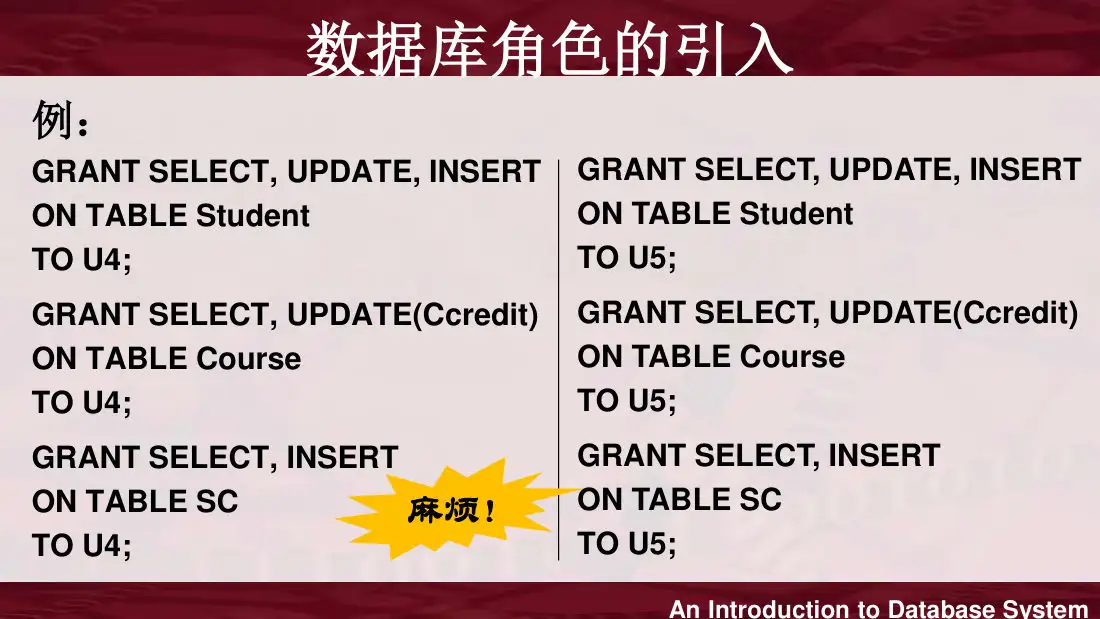 数据库角色的引入
例：
GRANT SELECT, UPDATE, INSERT
ON TABLE Student
TO U4;
GRANT SELECT, UPDATE(Ccredit)
ON TABLE Course
TO U4;
GRANT SELECT, INSERT
ON TABLE SC
TO U4;
麻烦！
GRANT SELECT, UPDATE, INSERT
ON TABLE Student
TO U5;
GRANT SELECT, UPDATE(Ccredit)
ON TABLE Course
TO U5;
GRANT SELECT, INSERT
ON TABLE SC
TO U5;
An Introduction to Database System